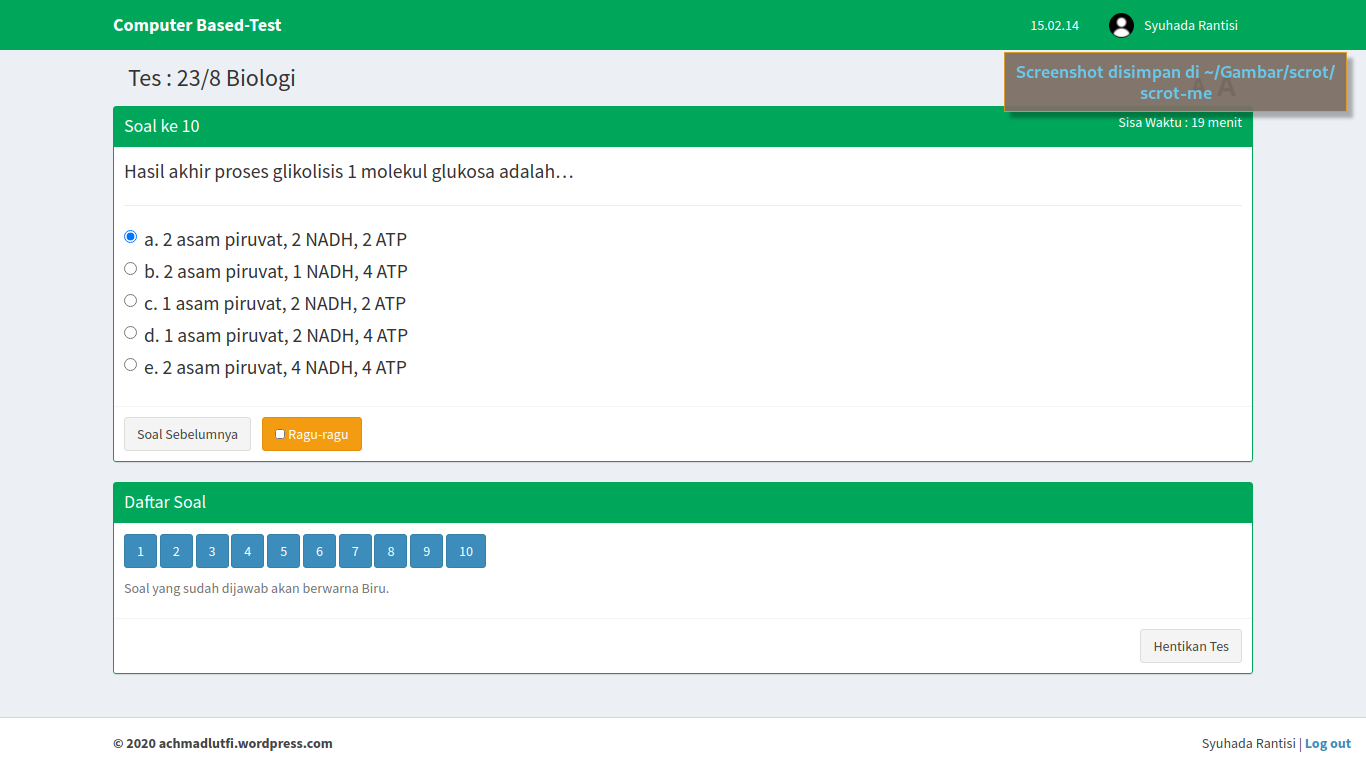 Computer Based-Test
15.02.14
Syuhada Rantisi
Tes : 23/8 Biologi
Screenshot disimpan di ~/Gambar/scrot/
scrot-me
Soal ke 10
Sisa Waktu : 19 menit
Hasil akhir proses glikolisis 1 molekul glukosa adalah…
a. 2 asam piruvat, 2 NADH, 2 ATP
b. 2 asam piruvat, 1 NADH, 4 ATP
c. 1 asam piruvat, 2 NADH, 2 ATP
d. 1 asam piruvat, 2 NADH, 4 ATP
e. 2 asam piruvat, 4 NADH, 4 ATP
Soal Sebelumnya
Ragu-ragu
Daftar Soal
1 2 3 4 5 6 7 8 9 10
Soal yang sudah dijawab akan berwarna Biru.
Hentikan Tes
© 2020 achmadlutfi.wordpress.com
Syuhada Rantisi | Log out